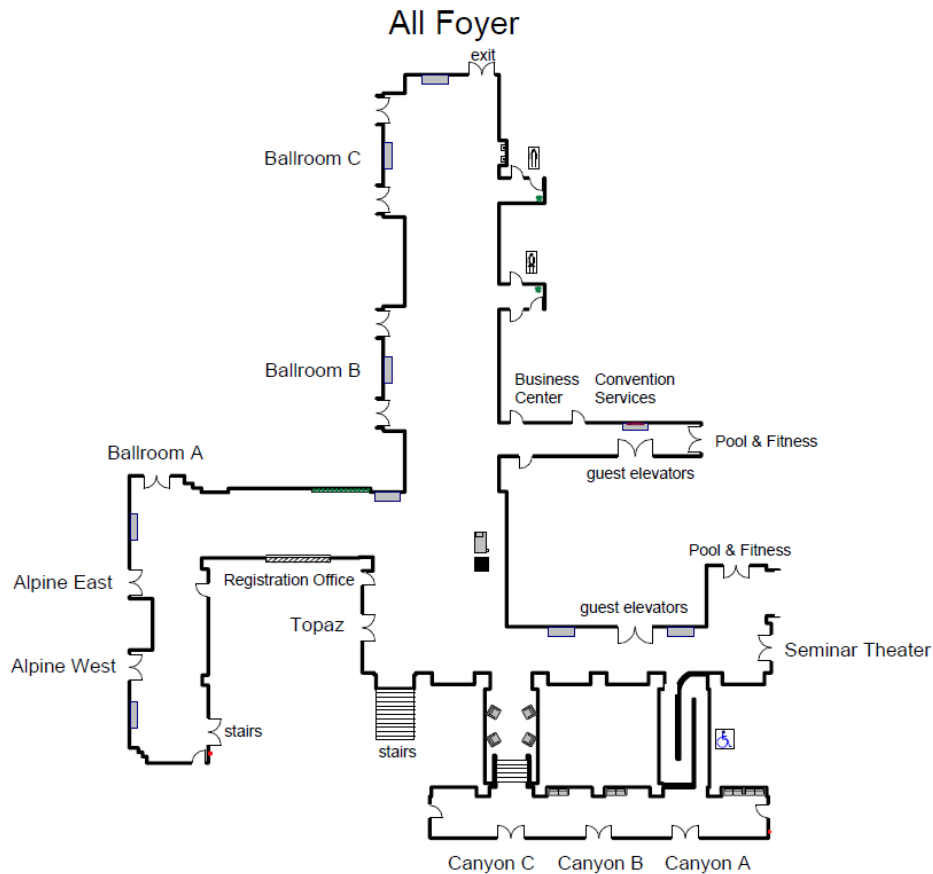 All Foyer
exit
Ballroom C
Ballroom B
Business
Center
Convention
Services
Pool & Fitness
Ballroom A
guest elevators
Pool & Fitness
Alpine East
Registration Office
guest elevators
Topaz
Seminar Theater
Alpine West
stairs
stairs
Canyon C
Canyon B
Canyon A